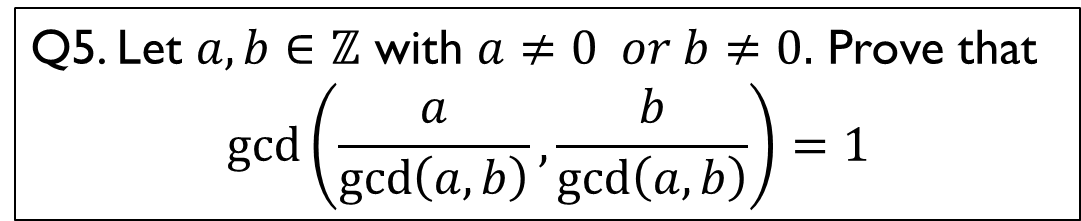 Q5. Let 𝑎, 𝑏 ∈ ℤ with 𝑎 ≠ 0 𝑜𝑟 𝑏 ≠ 0. Prove that
gcd(𝑎/gcd(𝑎, 𝑏), 𝑏/gcd(𝑎, 𝑏)) = 1